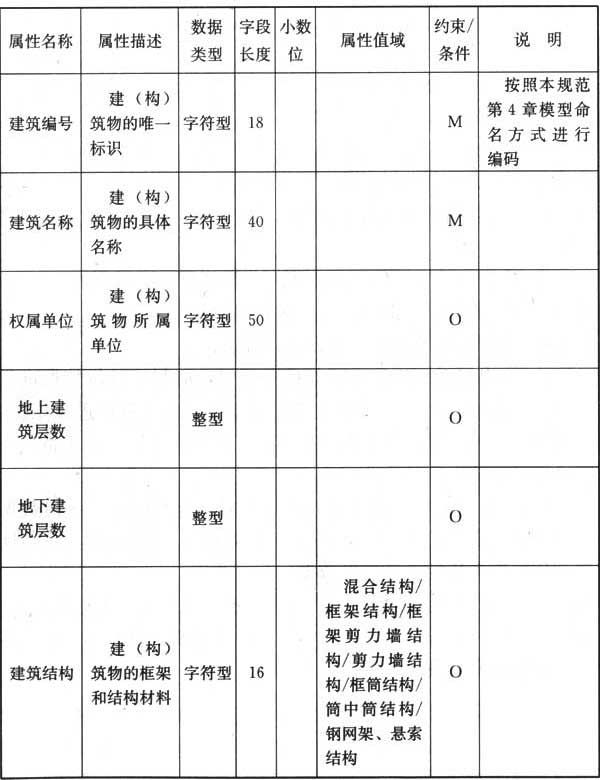 属性名称
属性描述
数据
类型
字段
长度
小数
位
属性值域
约束/
条件
说 明
建筑编号
建（构）
筑物的唯一
标识
字符型
18
M
按照本规范
第4章模型命
名方式进行
编码
建筑名称
建（构）
筑物的具体
名称
字符型
40
M
权属单位
建（构）
筑物所属
单位
字符型
50
O
地上建
筑层数
整型
O
地下建
筑层数
整型
O
建筑结构
建（构）
筑物的框架
和结构材料
字符型
16
混合结构/
框架结构/框
架剪力墙结
构/剪力墙结
构/框筒结构/
筒中筒结构/
钢网架、悬索
结构
O